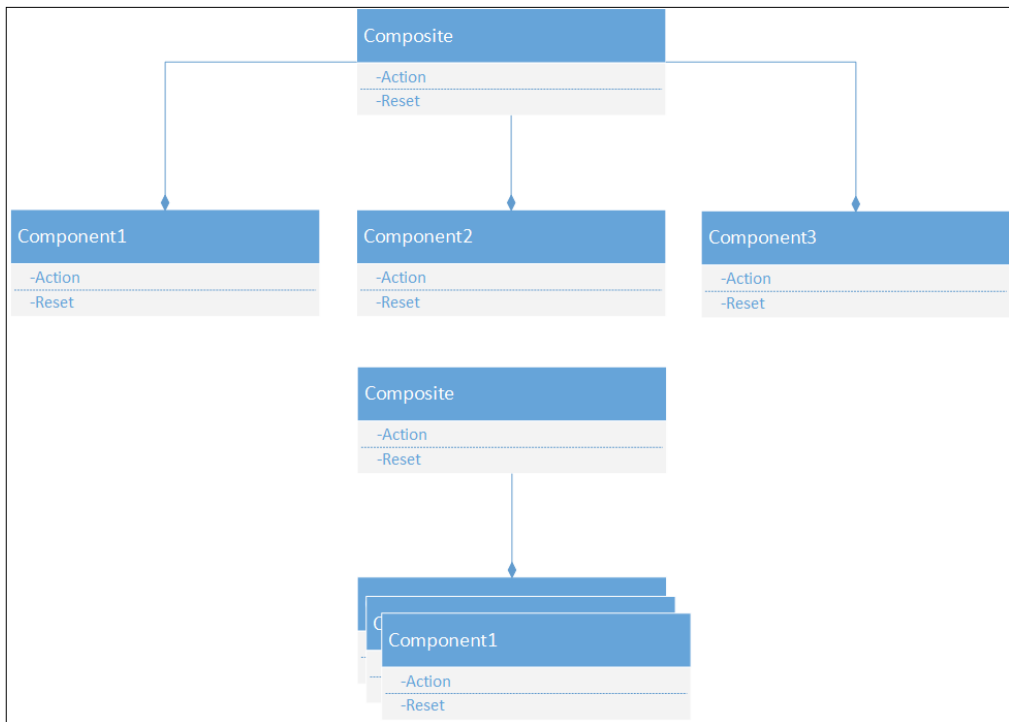 Composite
-Action
-Reset
Component1
-Action
-Reset
Component2
-Action
-Reset
Component3
-Action
-Reset
Composite
-Action
-Reset
Component1
-Action
-Reset